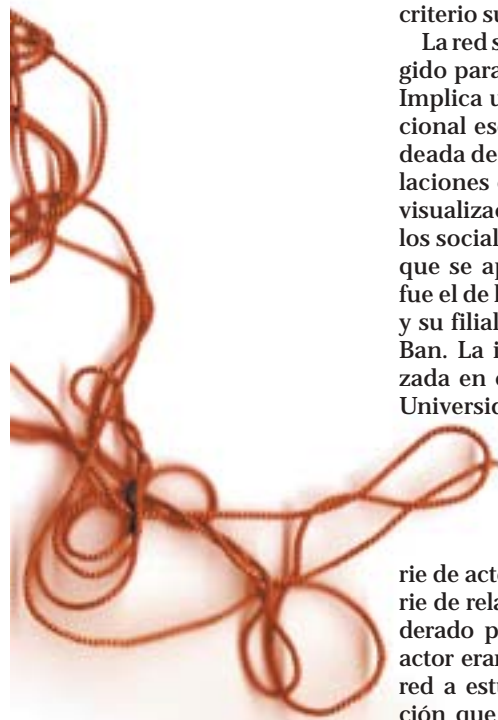 criterio su
La red s
gido para
Implica u
cional es
deada de
laciones
visualizac
los social
que se ap
fue el de l
y su filial
Ban. La i
zada en
Universid
rie de acto
rie de rela
derado p
actor eran
red a est
ción que